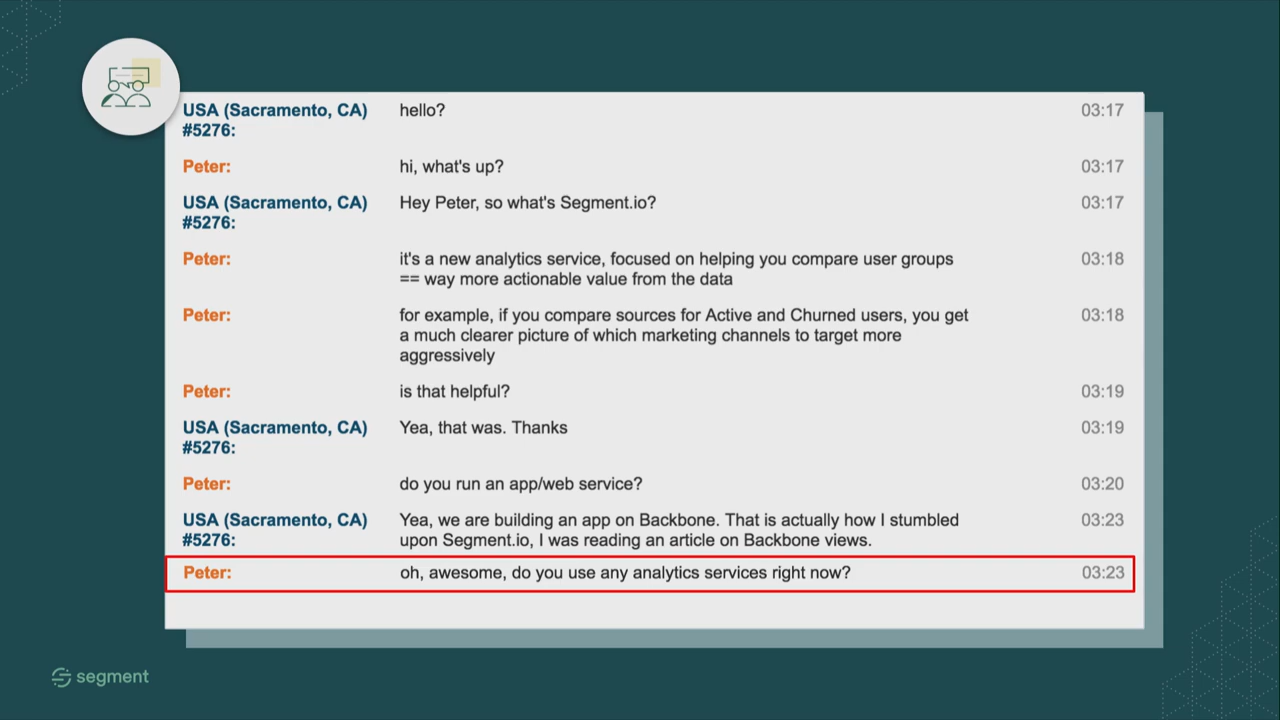 USA (Sacramento, CA) hello? 03:17
#5276:
Peter: hi, what's up? 03:17
USA (Sacramento, CA) Hey Peter, so what's Segment.io? 03:17
#5276:
Peter: it's a new analytics service, focused on helping you compare user groups 03:18
== way more actionable value from the data
Peter: for example, if you compare sources for Active and Churned users, you get 03:18
a much clearer picture of which marketing channels to target more
aggressively
Peter: is that helpful? 03:19
USA (Sacramento, CA) Yea, that was. Thanks 03:19
#5276:
Peter: do you run an app/web service? 03:20
USA (Sacramento, CA) Yea, we are building an app on Backbone. That is actually how I stumbled 03:23
#5276: upon Segment.io, I was reading an article on Backbone views.
Peter: oh, awesome, do you use any analytics services right now? 03:23
segment